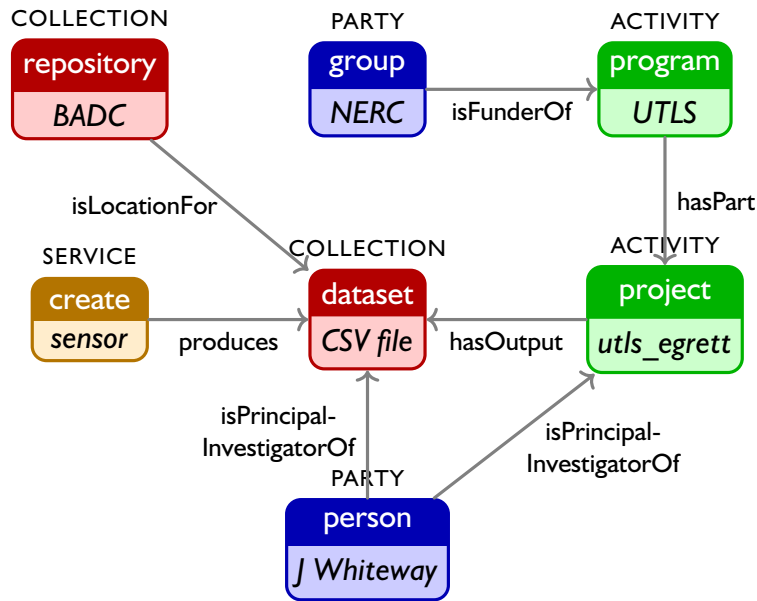 COLLECTION
repository
BADC
PARTY
group
NERC
isFunderOf
ACTIVITY
program
UTLS
isLocationFor
hasPart
SERVICE
create
sensor
produces
COLLECTION
dataset
CSV file
hasOutput
ACTIVITY
project
utls_egrett
isPrincipal-
InvestigatorOf
isPrincipal-
InvestigatorOf
PARTY
person
J Whiteway